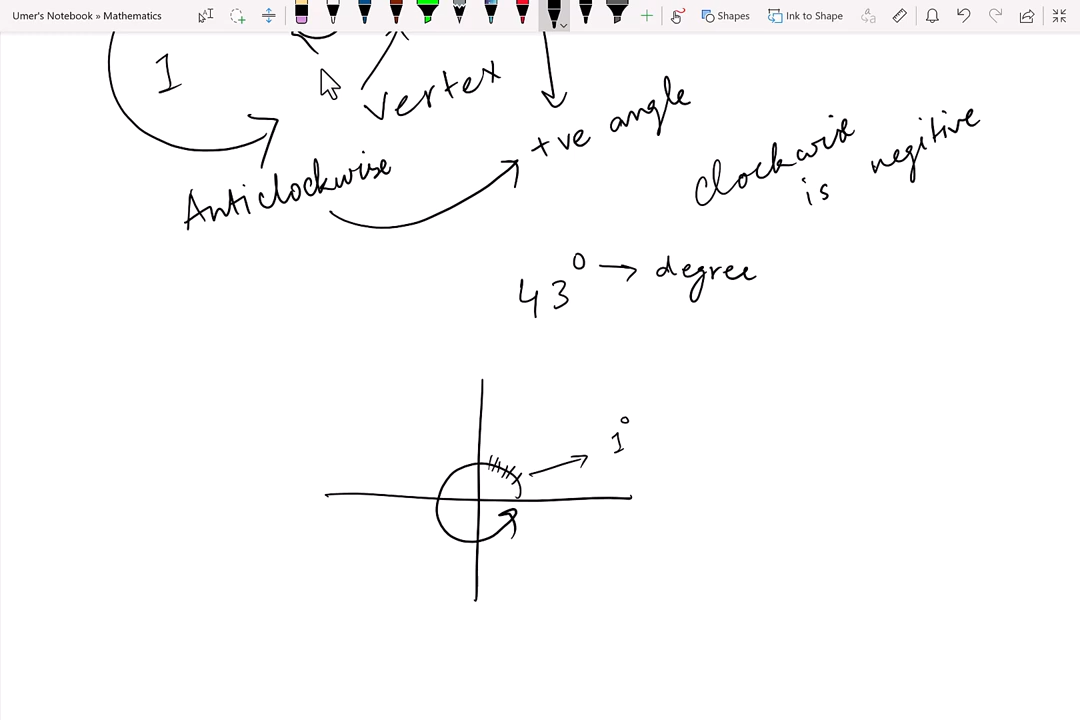 Umer's Notebook » Mathematics
Shapes
Ink to Shape
1
vertex
+ve angle
Anticlockwise
clockwise
is
negitive
43° → degree
1°